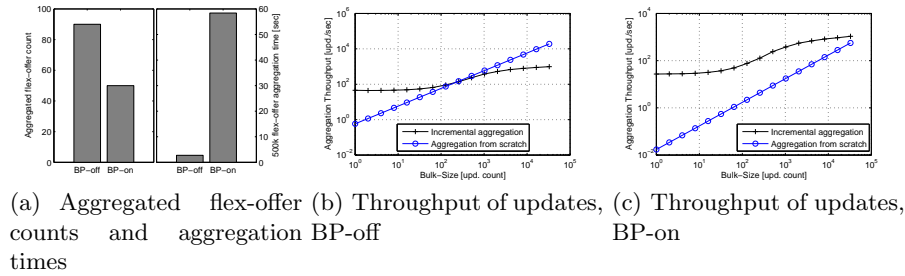 100
80
60
40
20
0
Aggregated flex−offer count
BP−off BP−on
60
50
40
30
20
10
0
500k flex−offer aggregation time [sec]
BP−off BP−on
10^6
10^4
10^2
10^0
10^−2
Aggregation Throughput [upd./sec]
Incremental aggregation
Aggregation from scratch
10^0 10^1 10^2 10^3 10^4 10^5
Bulk−Size [upd. count]
10^6
10^4
10^2
10^0
10^−2
Aggregation Throughput [upd./sec]
Incremental aggregation
Aggregation from scratch
10^0 10^1 10^2 10^3 10^4 10^5
Bulk−Size [upd. count]
(a) Aggregated flex-offer
counts and aggregation
times
(b) Throughput of updates,
BP-off
(c) Throughput of updates,
BP-on